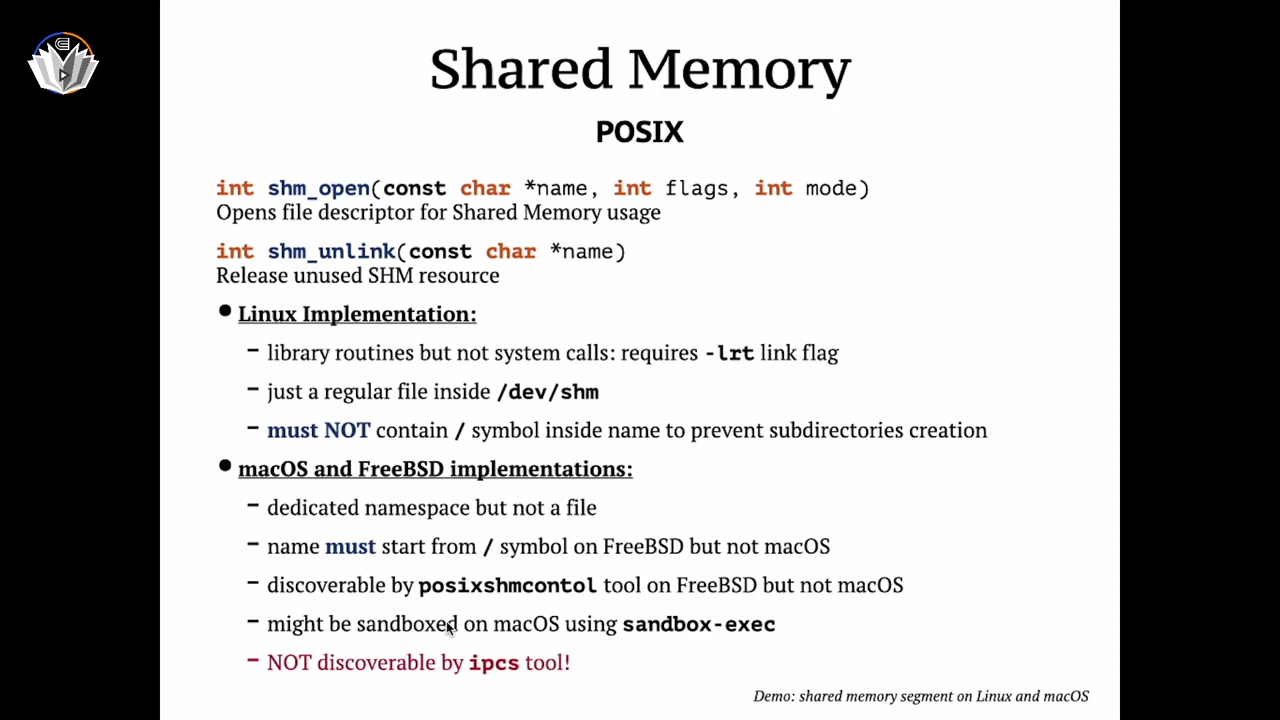 Shared Memory
POSIX
int shm_open(const char *name, int flags, int mode)
Opens file descriptor for Shared Memory usage
int shm_unlink(const char *name)
Release unused SHM resource
• Linux Implementation:
– library routines but not system calls: requires -lrt link flag
– just a regular file inside /dev/shm
– must NOT contain / symbol inside name to prevent subdirectories creation
• macOS and FreeBSD implementations:
– dedicated namespace but not a file
– name must start from / symbol on FreeBSD but not macOS
– discoverable by posixshmcontol tool on FreeBSD but not macOS
– might be sandboxed on macOS using sandbox-exec
– NOT discoverable by ipcs tool!
Demo: shared memory segment on Linux and macOS